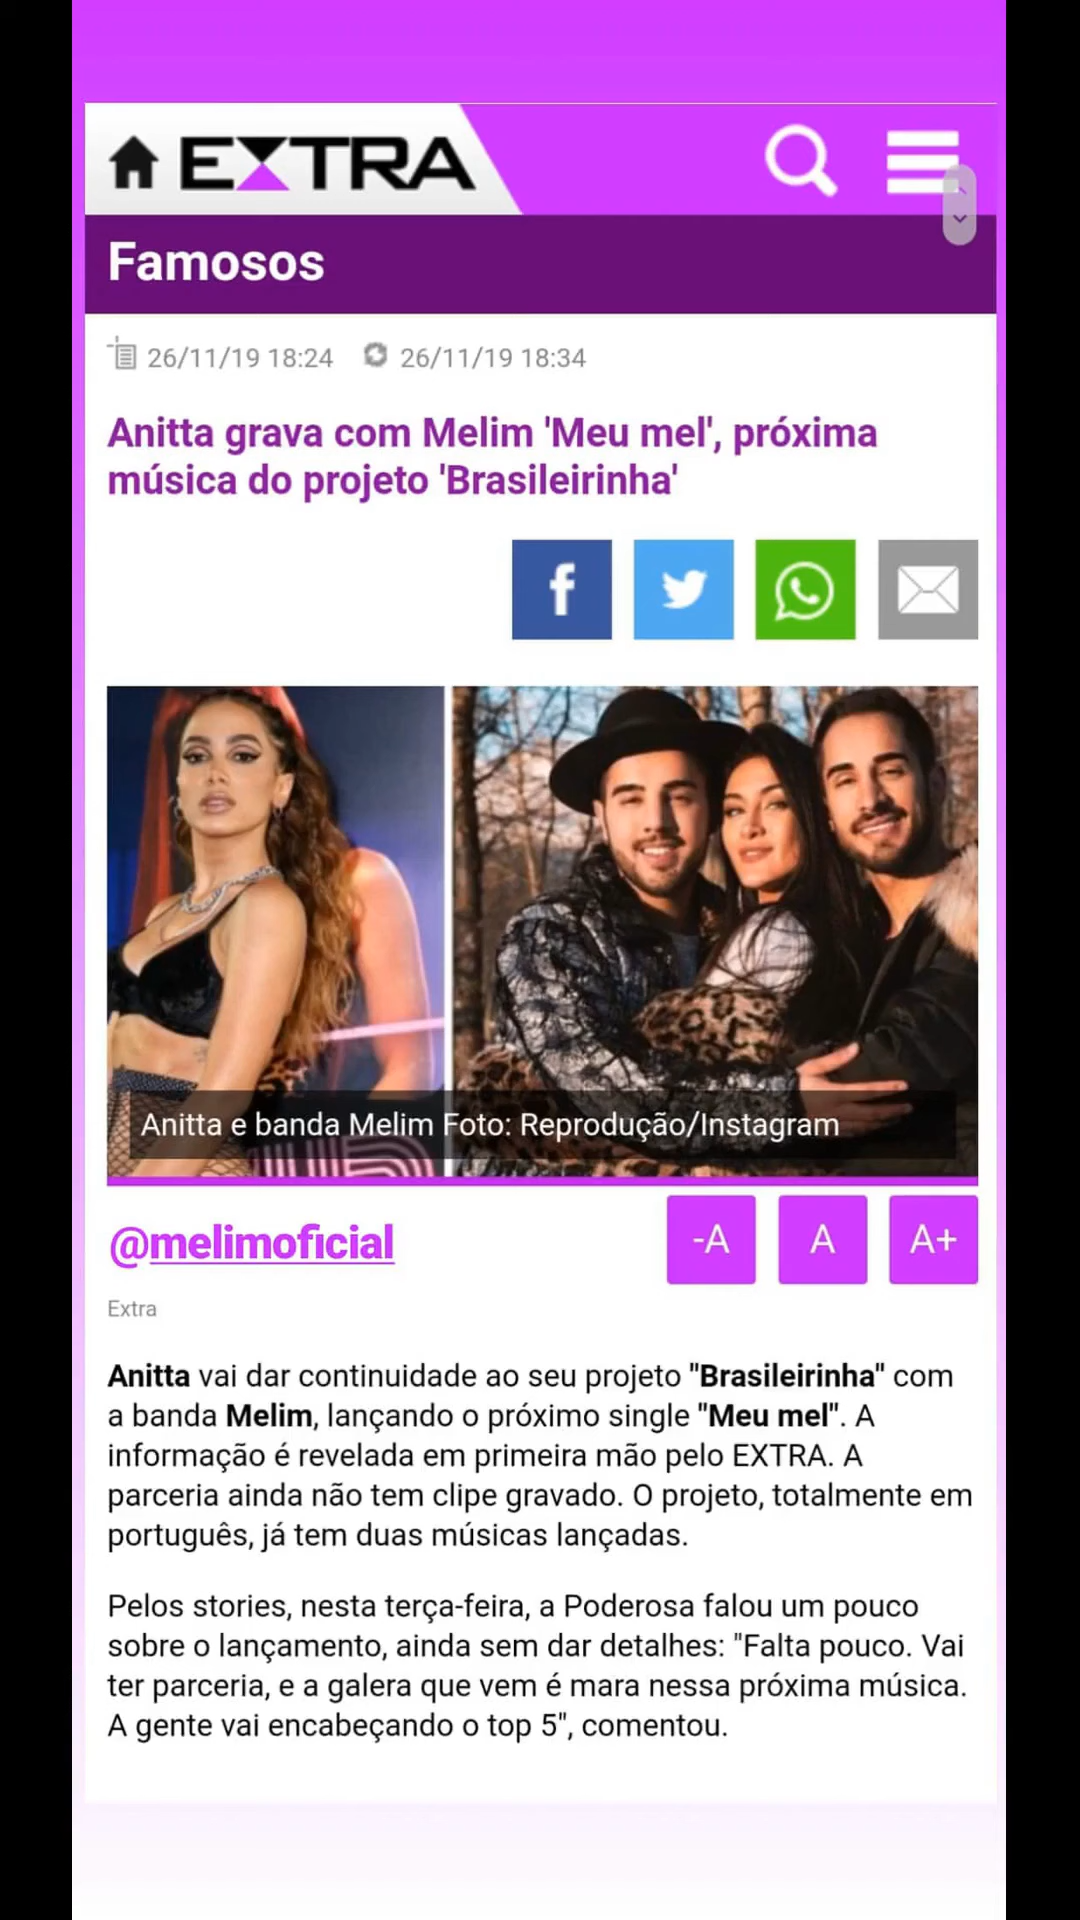 EXTRA
Famosos
26/11/19 18:24 26/11/19 18:34
Anitta grava com Melim 'Meu mel', próxima
música do projeto 'Brasileirinha'
Anitta e banda Melim Foto: Reprodução/Instagram
@melimoficial
-A A A+
Extra
Anitta vai dar continuidade ao seu projeto "Brasileirinha" com
a banda Melim, lançando o próximo single "Meu mel". A
informação é revelada em primeira mão pelo EXTRA. A
parceria ainda não tem clipe gravado. O projeto, totalmente em
português, já tem duas músicas lançadas.
Pelos stories, nesta terça-feira, a Poderosa falou um pouco
sobre o lançamento, ainda sem dar detalhes: "Falta pouco. Vai
ter parceria, e a galera que vem é mara nessa próxima música.
A gente vai encabeçando o top 5", comentou.